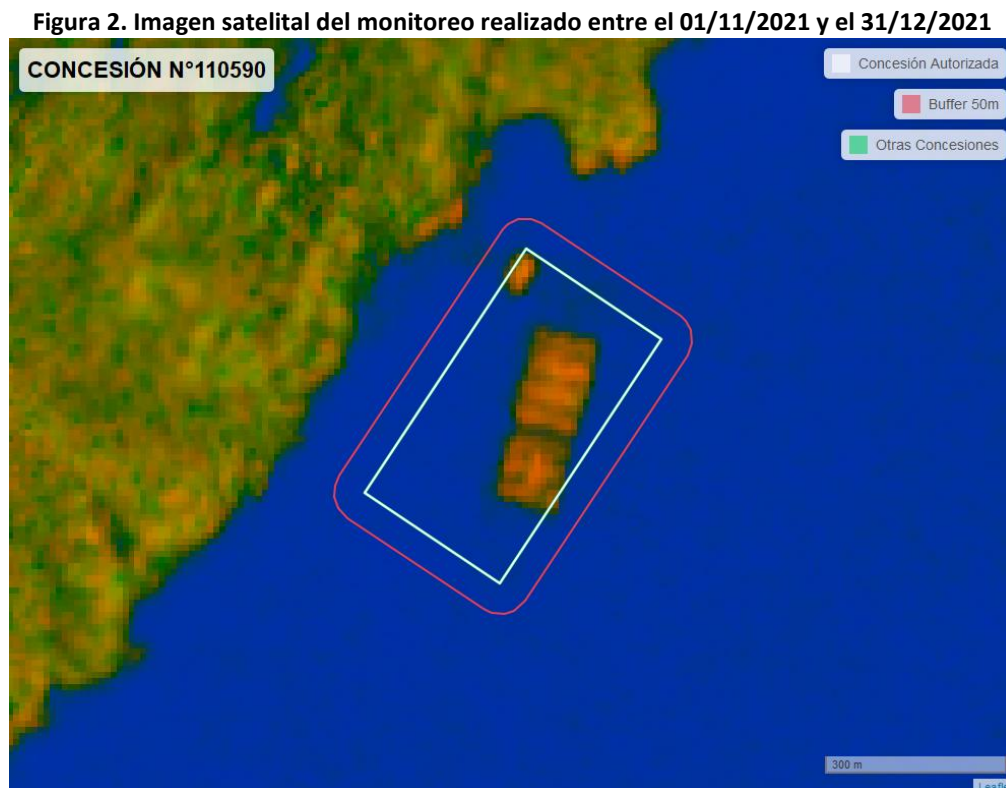 Figura 2. Imagen satelital del monitoreo realizado entre el 01/11/2021 y el 31/12/2021
CONCESIÓN N°110590
Concesión Autorizada
Buffer 50m
Otras Concesiones
300 m